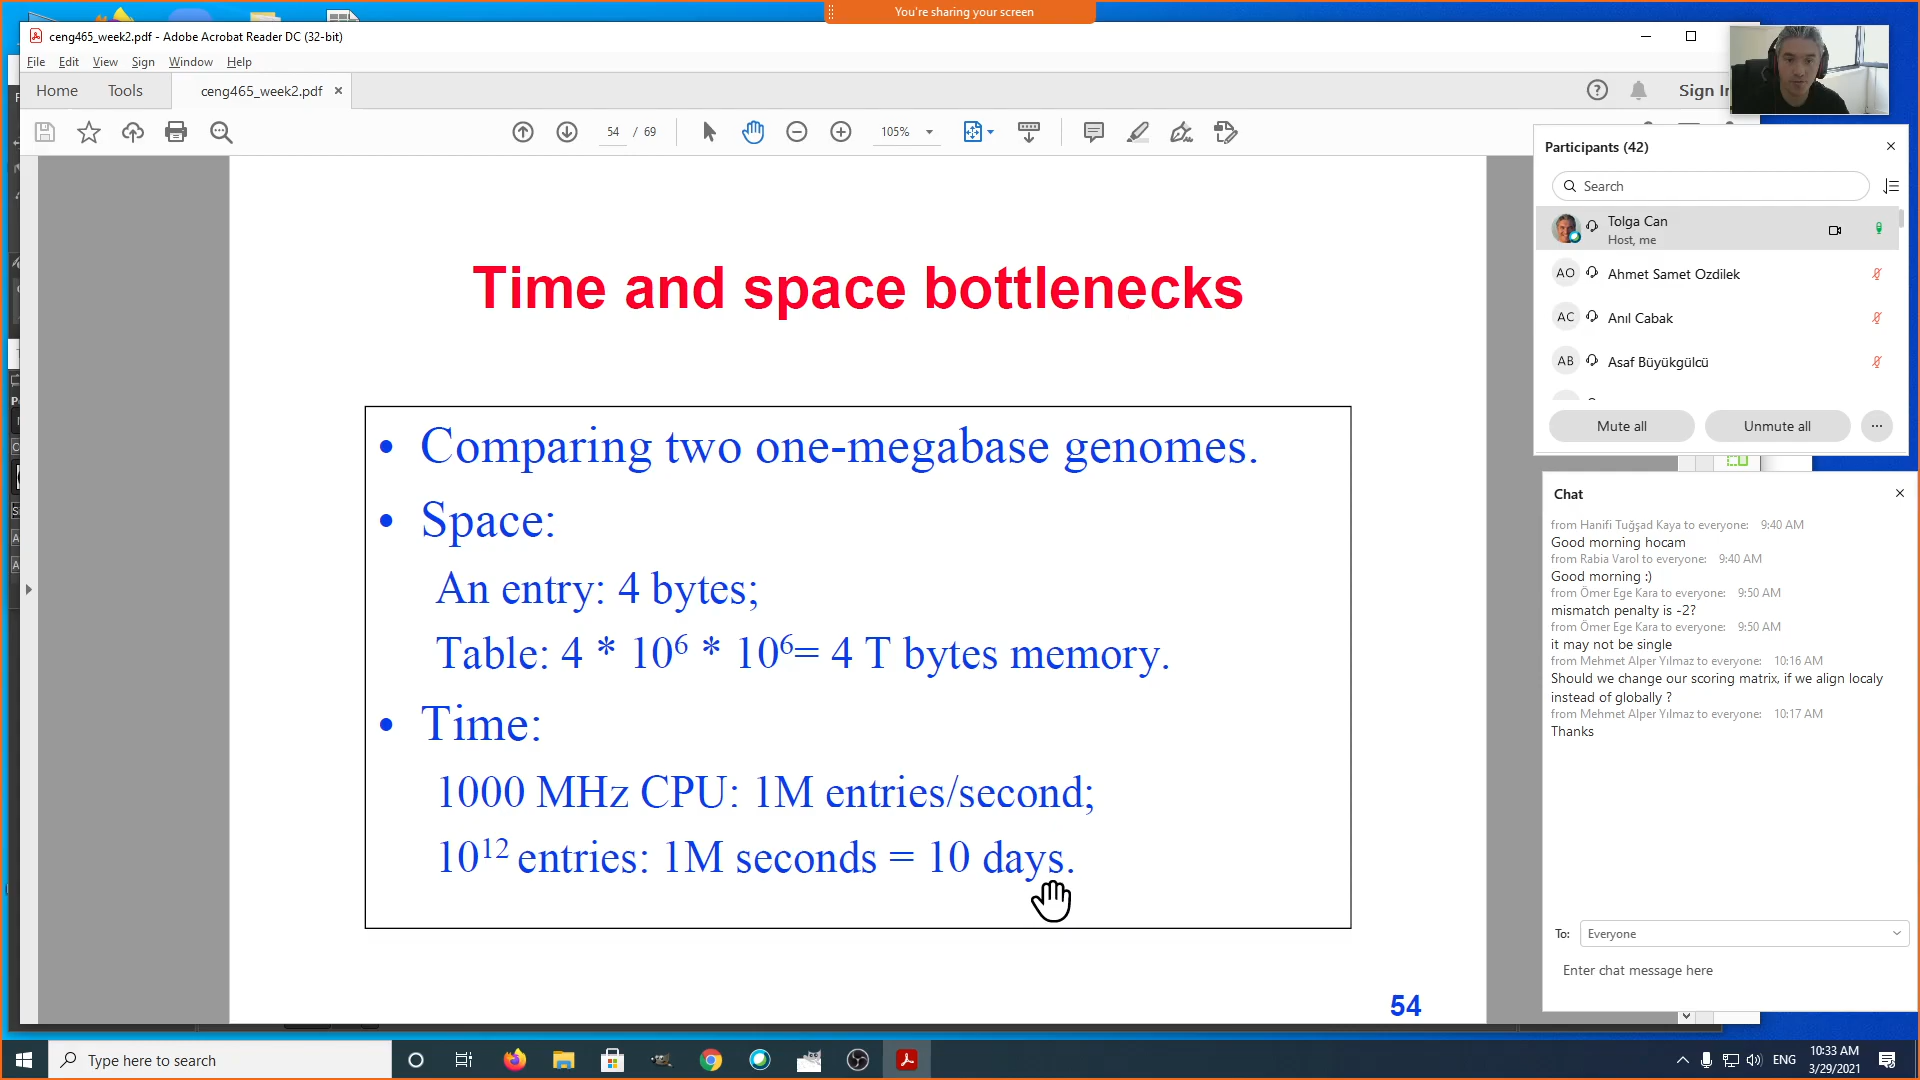 You're sharing your screen
ceng465_week2.pdf - Adobe Acrobat Reader DC (32-bit)
File Edit View Sign Window Help
Home Tools ceng465_week2.pdf
Sign In
54 / 69
105%
Time and space bottlenecks
• Comparing two one-megabase genomes.
• Space:
An entry: 4 bytes;
Table: 4 * 10⁶ * 10⁶= 4 T bytes memory.
• Time:
1000 MHz CPU: 1M entries/second;
10¹² entries: 1M seconds = 10 days.
54
Participants (42)
Search
Tolga Can
Host, me
AO Ahmet Samet Ozdilek
AC Anıl Cabak
AB Asaf Büyükgülcü
Mute all Unmute all
Chat
from Hanifi Tuğşad Kaya to everyone: 9:40 AM
Good morning hocam
from Rabia Varol to everyone: 9:40 AM
Good morning :)
from Ömer Ege Kara to everyone: 9:50 AM
mismatch penalty is -2?
from Ömer Ege Kara to everyone: 9:50 AM
it may not be single
from Mehmet Alper Yılmaz to everyone: 10:16 AM
Should we change our scoring matrix, if we align localy
instead of globally ?
from Mehmet Alper Yılmaz to everyone: 10:17 AM
Thanks
To: Everyone
Enter chat message here
Type here to search
ENG
10:33 AM
3/29/2021